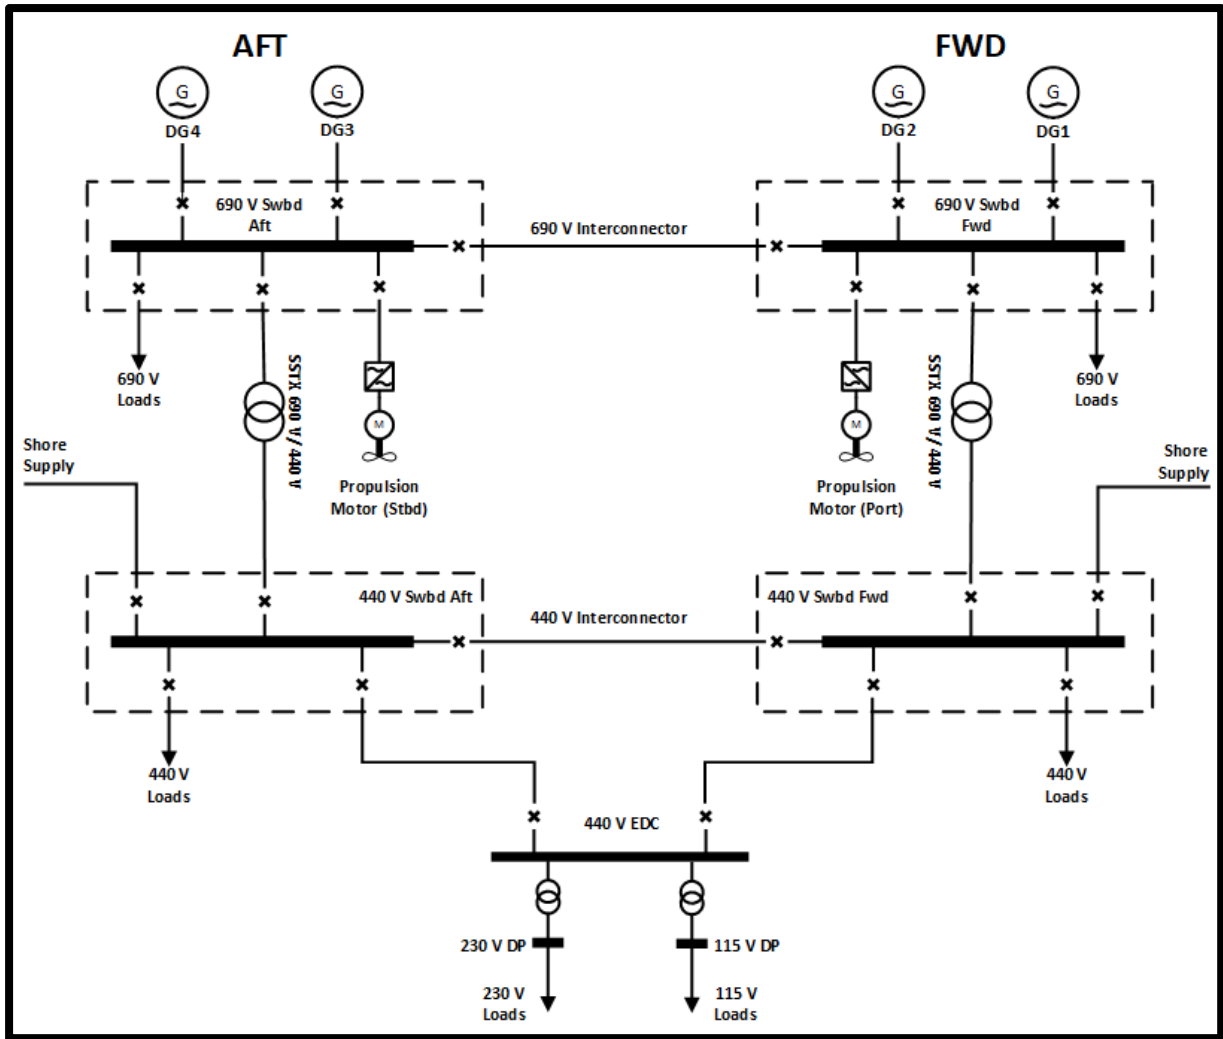 AFT
FWD
G
G
G
G
DG4
DG3
DG2
DG1
690 V Swbd
Aft
690 V Swbd
Fwd
690 V Interconnector
690 V
Loads
SSTX 690 V/440 V
M
Propulsion
Motor (Stbd)
M
Propulsion
Motor (Port)
SSTX 690 V/440 V
690 V
Loads
Shore
Supply
Shore
Supply
440 V Swbd Aft
440 V Interconnector
440 V Swbd Fwd
440 V
Loads
440 V
Loads
440 V EDC
230 V DP
115 V DP
230 V
Loads
115 V
Loads